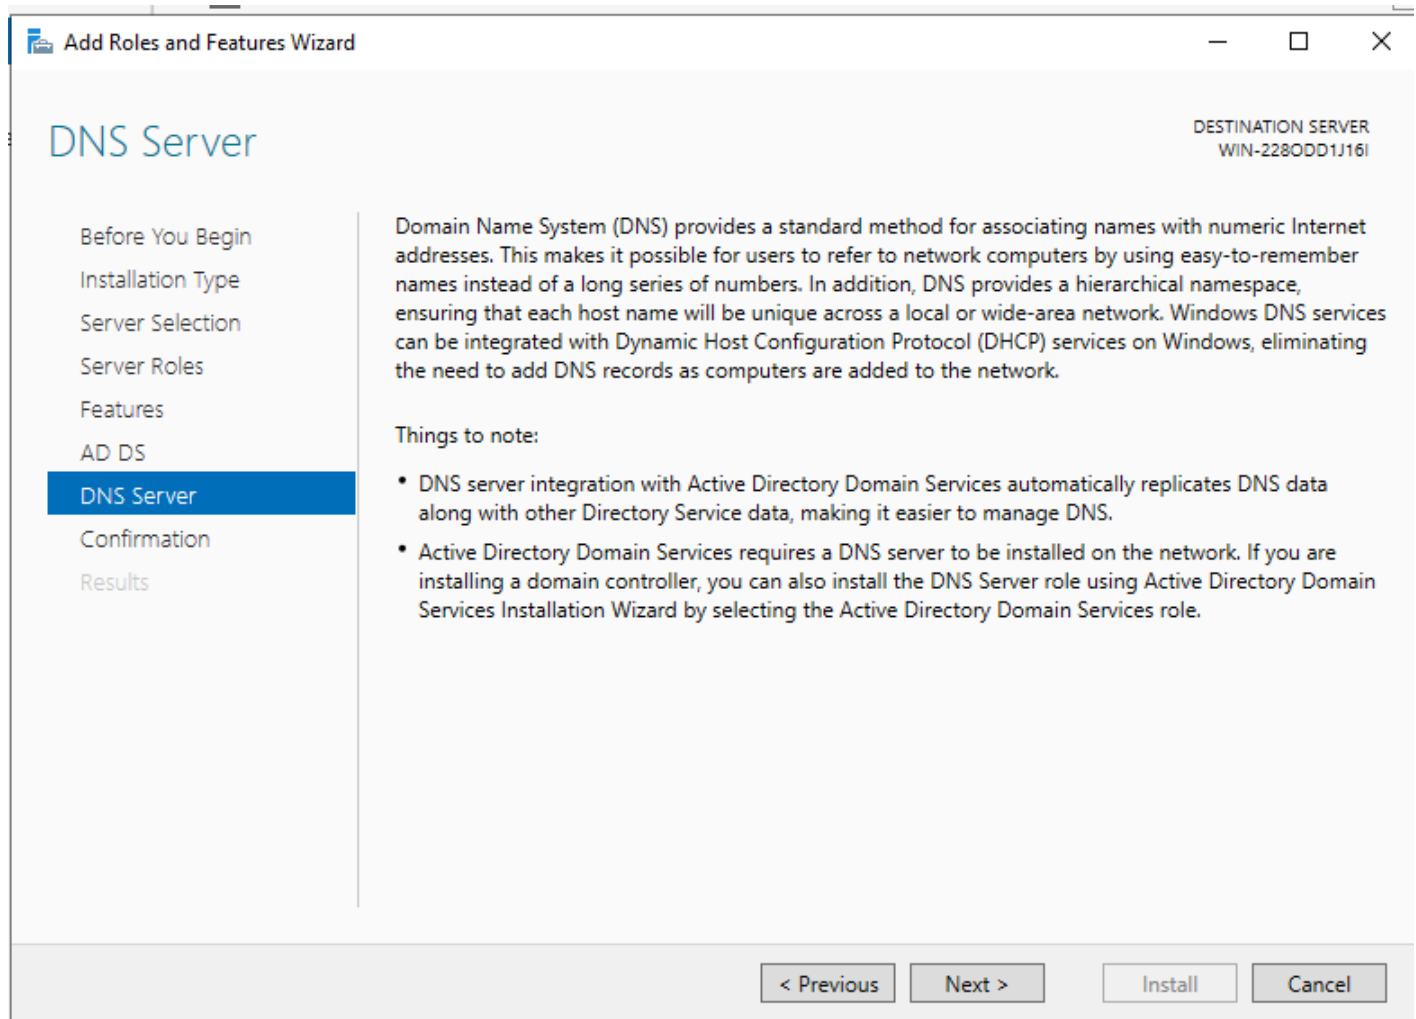 Add Roles and Features Wizard
DNS Server
DESTINATION SERVER
WIN-228ODD1J16I
Before You Begin
Installation Type
Server Selection
Server Roles
Features
AD DS
DNS Server
Confirmation
Results
Domain Name System (DNS) provides a standard method for associating names with numeric Internet
addresses. This makes it possible for users to refer to network computers by using easy-to-remember
names instead of a long series of numbers. In addition, DNS provides a hierarchical namespace,
ensuring that each host name will be unique across a local or wide-area network. Windows DNS services
can be integrated with Dynamic Host Configuration Protocol (DHCP) services on Windows, eliminating
the need to add DNS records as computers are added to the network.
Things to note:
• DNS server integration with Active Directory Domain Services automatically replicates DNS data
along with other Directory Service data, making it easier to manage DNS.
• Active Directory Domain Services requires a DNS server to be installed on the network. If you are
installing a domain controller, you can also install the DNS Server role using Active Directory Domain
Services Installation Wizard by selecting the Active Directory Domain Services role.
< Previous
Next >
Install
Cancel